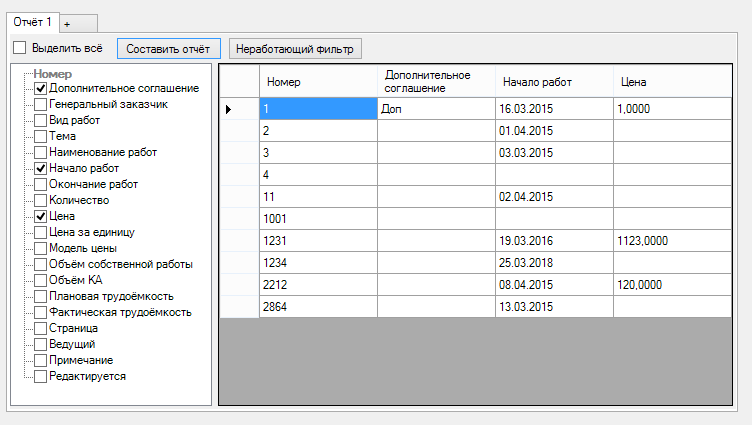 Отчёт 1 +
Выделить всё Составить отчёт Неработающий фильтр
Номер
Дополнительное соглашение
Генеральный заказчик
Вид работ
Тема
Наименование работ
Начало работ
Окончание работ
Количество
Цена
Цена за единицу
Модель цены
Объём собственной работы
Объём КА
Плановая трудоёмкость
Фактическая трудоёмкость
Страница
Ведущий
Примечание
Редактируется
Номер Дополнительное соглашение Начало работ Цена
1 Доп 16.03.2015 1,0000
2 01.04.2015
3 03.03.2015
4
11 02.04.2015
1001
1231 19.03.2016 1123,0000
1234 25.03.2018
2212 08.04.2015 120,0000
2864 13.03.2015